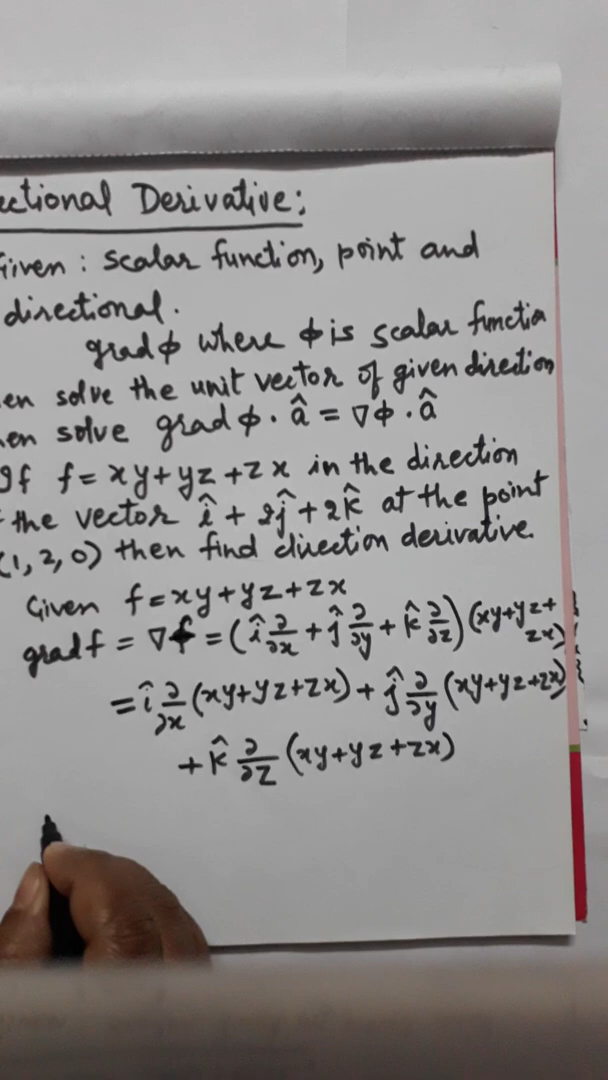 ectional Derivative:
Given : scalar function, point and
directional.
grad ϕ where ϕ is scalar functio
en solve the unit vector of given direction
en solve grad ϕ . â = ∇ϕ . â
If f = xy + yz + zx in the direction
the vector î + 2ĵ + 2k̂ at the point
(1, 2, 0) then find direction derivative.
Given f = xy + yz + zx
grad f = ∇f = (î ∂/∂x + ĵ ∂/∂y + k̂ ∂/∂z) (xy + yz + zx)
= î ∂/∂x (xy + yz + zx) + ĵ ∂/∂y (xy + yz + zx)
+ k̂ ∂/∂z (xy + yz + zx)